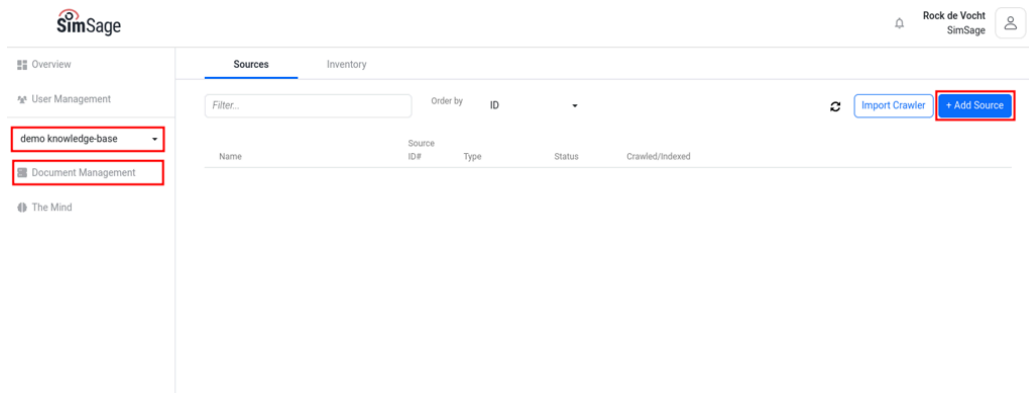 SimSage
Rock de Vocht
SimSage
Overview
User Management
demo knowledge-base
Document Management
The Mind
Sources Inventory
Filter... Order by ID Import Crawler + Add Source
Name Source ID# Type Status Crawled/Indexed